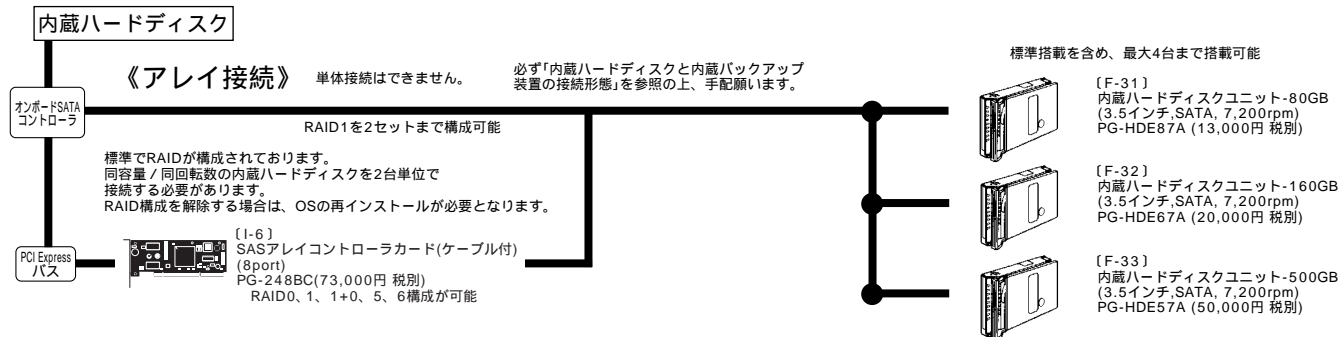 内蔵ハードディスク
《アレイ接続》 単体接続はできません。
必ず「内蔵ハードディスクと内蔵バックアップ
装置の接続形態」を参照の上、手配願います。
標準搭載を含め、最大4台まで搭載可能
オンボードSATA
コントローラ
RAID1を2セットまで構成可能
標準でRAIDが構成されております。
同容量 / 同回転数の内蔵ハードディスクを2台単位で
接続する必要があります。
RAID構成を解除する場合は、OSの再インストールが必要となります。
PCI Express
バス
〔I-6〕
SASアレイコントローラカード(ケーブル付)
(8port)
PG-248BC(73,000円 税別)
RAID0、1、1+0、5、6構成が可能
〔F-31〕
内蔵ハードディスクユニット-80GB
(3.5インチ,SATA, 7,200rpm)
PG-HDE87A (13,000円 税別)
〔F-32〕
内蔵ハードディスクユニット-160GB
(3.5インチ,SATA, 7,200rpm)
PG-HDE67A (20,000円 税別)
〔F-33〕
内蔵ハードディスクユニット-500GB
(3.5インチ,SATA, 7,200rpm)
PG-HDE57A (50,000円 税別)